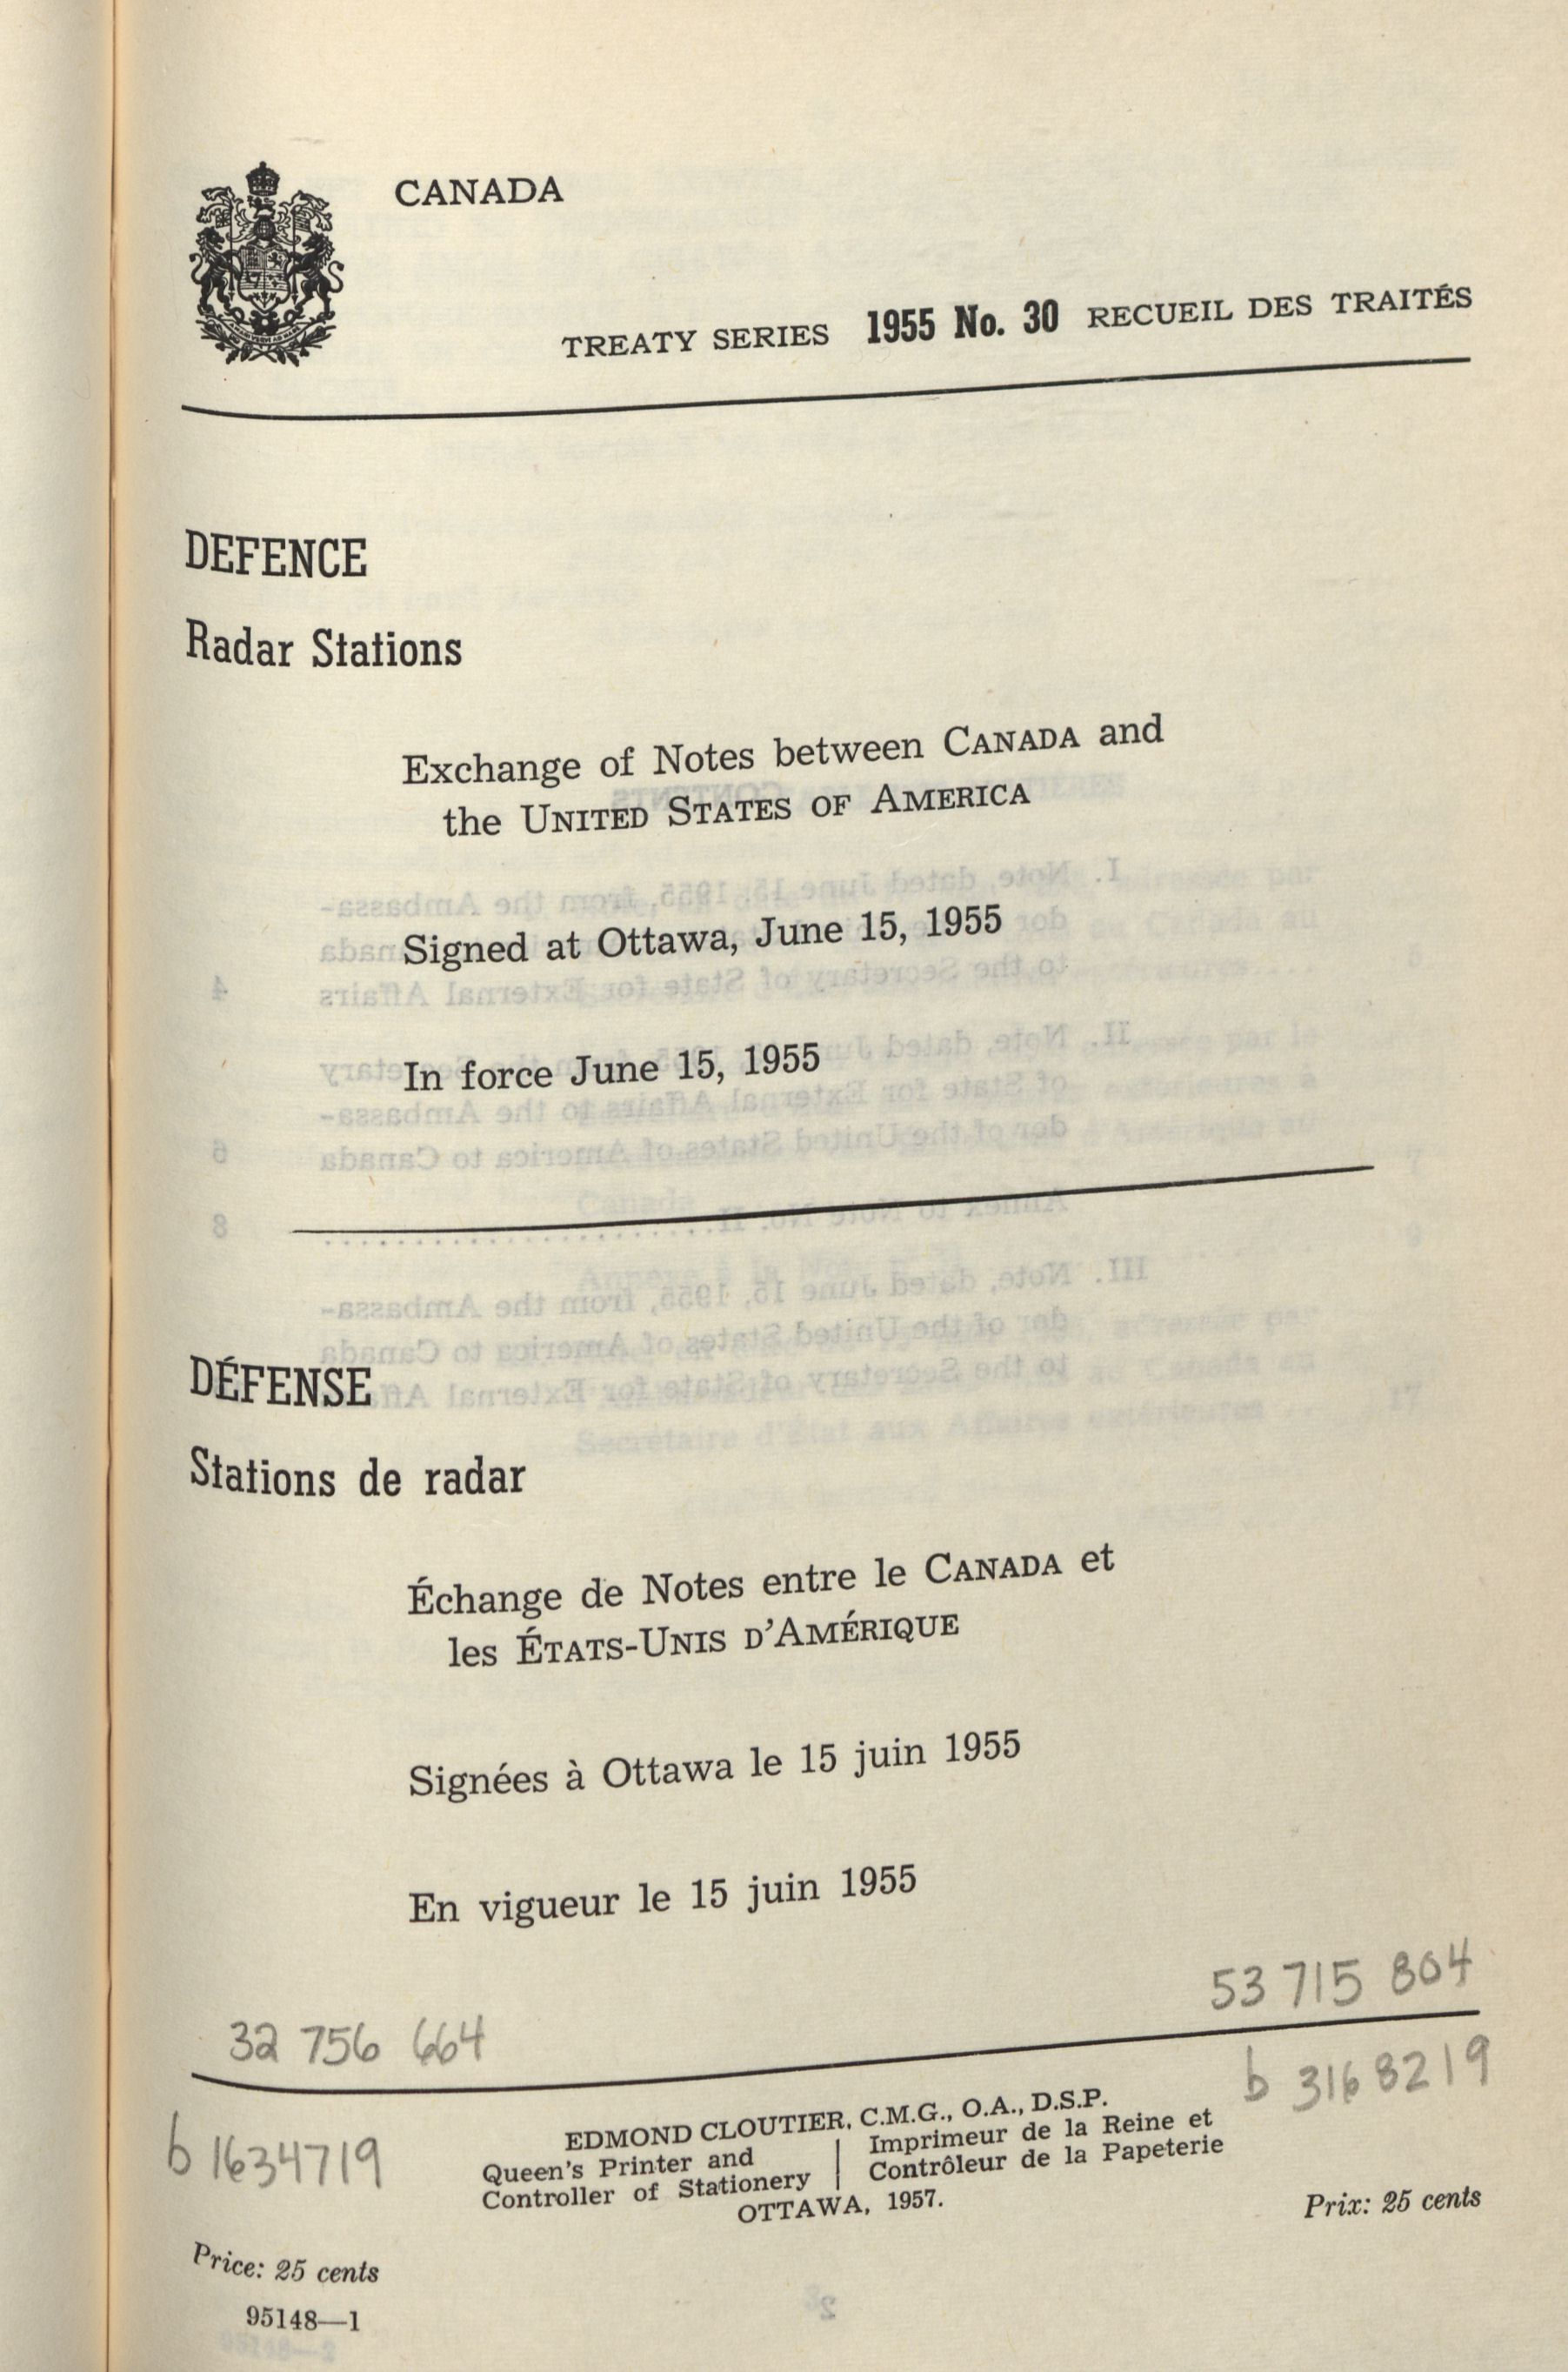 CANADA
TREATY SERIES 1955 No. 30 RECUEIL DES TRAITÉS
DEFENCE
Radar Stations
Exchange of Notes between CANADA and
the UNITED STATES OF AMERICA
Signed at Ottawa, June 15, 1955
In force June 15, 1955
DÉFENSE
Stations de radar
Échange de Notes entre le CANADA et
les ÉTATS-UNIS D'AMÉRIQUE
Signées à Ottawa le 15 juin 1955
En vigueur le 15 juin 1955
53 715 804
32 756 664
b 3168219
b 1634719
EDMOND CLOUTIER, C.M.G., O.A., D.S.P.
Queen's Printer and
Controller of Stationery
Imprimeur de la Reine et
Contrôleur de la Papeterie
OTTAWA, 1957.
Price: 25 cents
Prix: 25 cents
95148—1